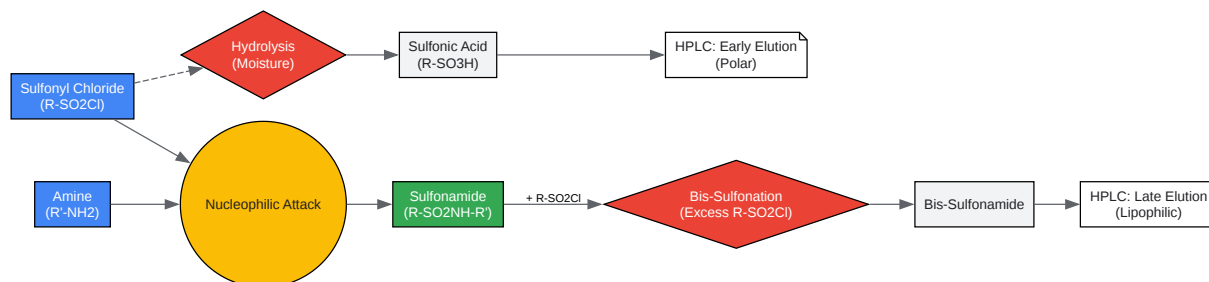 Hydrolysis
(Moisture)
Sulfonic Acid
(R-SO3H)
HPLC: Early Elution
(Polar)
Sulfonyl Chloride
(R-SO2Cl)
Amine
(R'-NH2)
Nucleophilic Attack
Sulfonamide
(R-SO2NH-R')
+ R-SO2Cl
Bis-Sulfonation
(Excess R-SO2Cl)
Bis-Sulfonamide
HPLC: Late Elution
(Lipophilic)